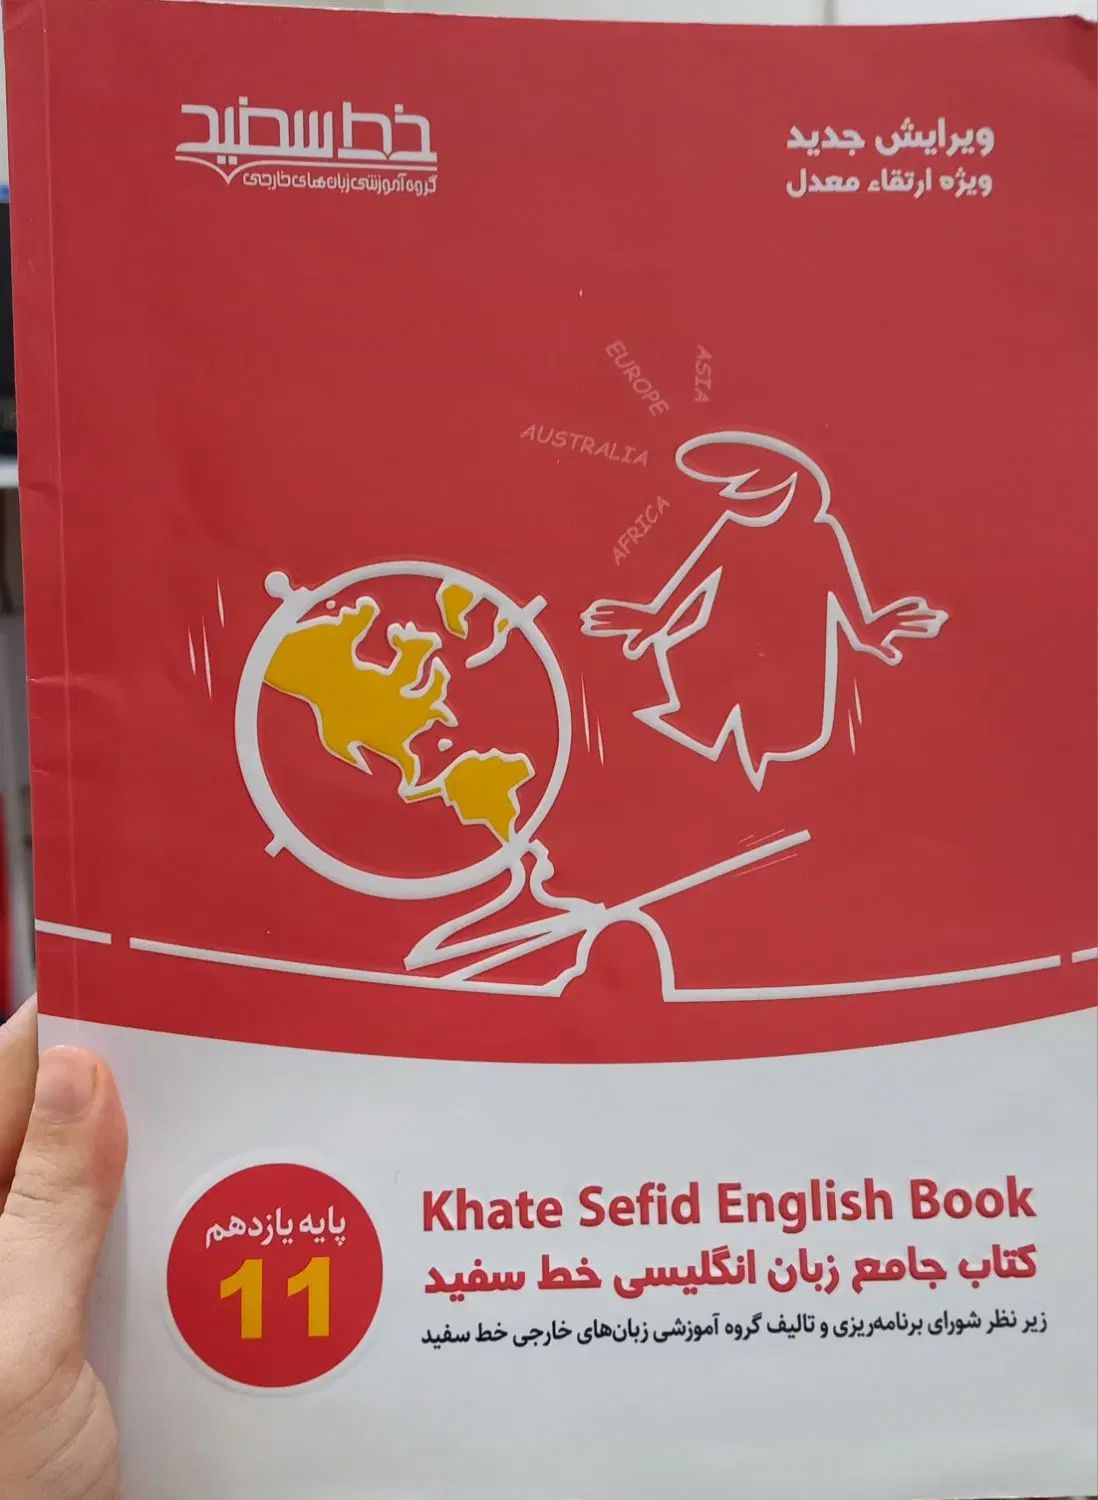 خط سفید
گروه آموزشی زبان‌های خارجی
ویرایش جدید
ویژه ارتقاء معدل
ASIA
EUROPE
AUSTRALIA
AFRICA
Khate Sefid English Book
کتاب جامع زبان انگلیسی خط سفید
زیر نظر شورای برنامه‌ریزی و تالیف گروه آموزشی زبان‌های خارجی خط سفید
پایه یازدهم
11